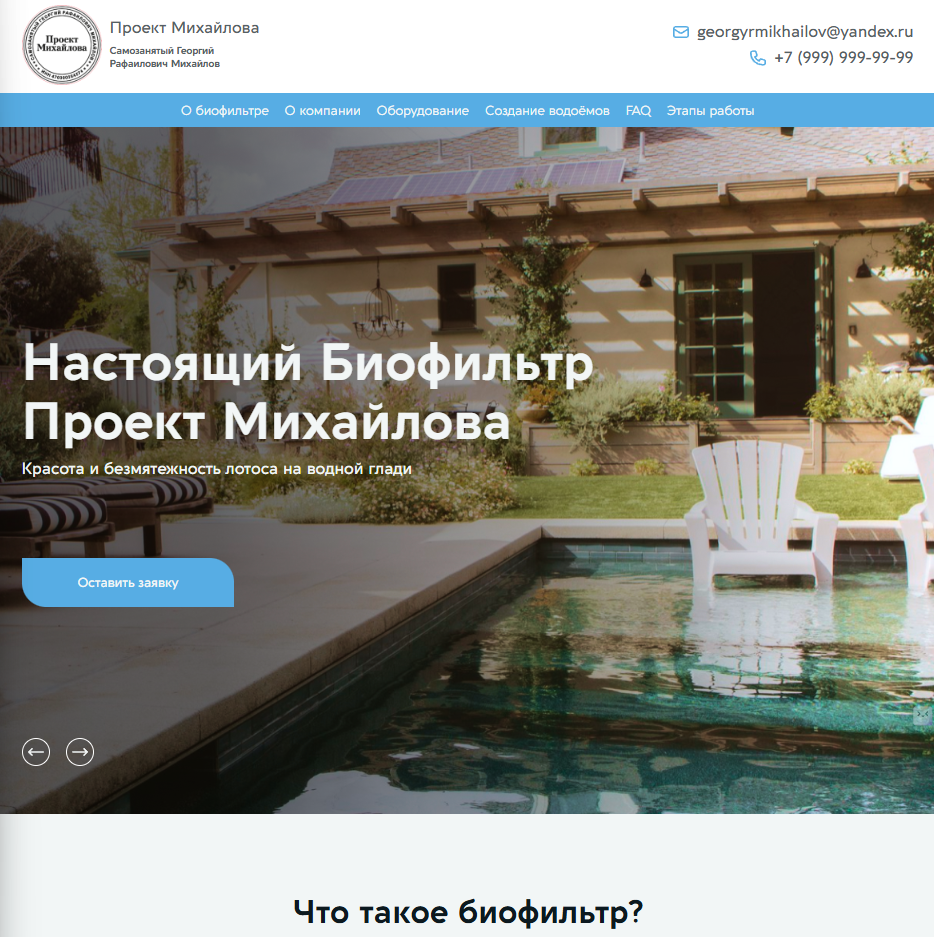 Проект
Михайлова
Проект Михайлова
Самозанятый Георгий
Рафаилович Михайлов
georgyrmikhailov@yandex.ru
+7 (999) 999-99-99
О биофильтре О компании Оборудование Создание водоёмов FAQ Этапы работы
Настоящий Биофильтр
Проект Михайлова
Красота и безмятежность лотоса на водной глади
Оставить заявку
Что такое биофильтр?